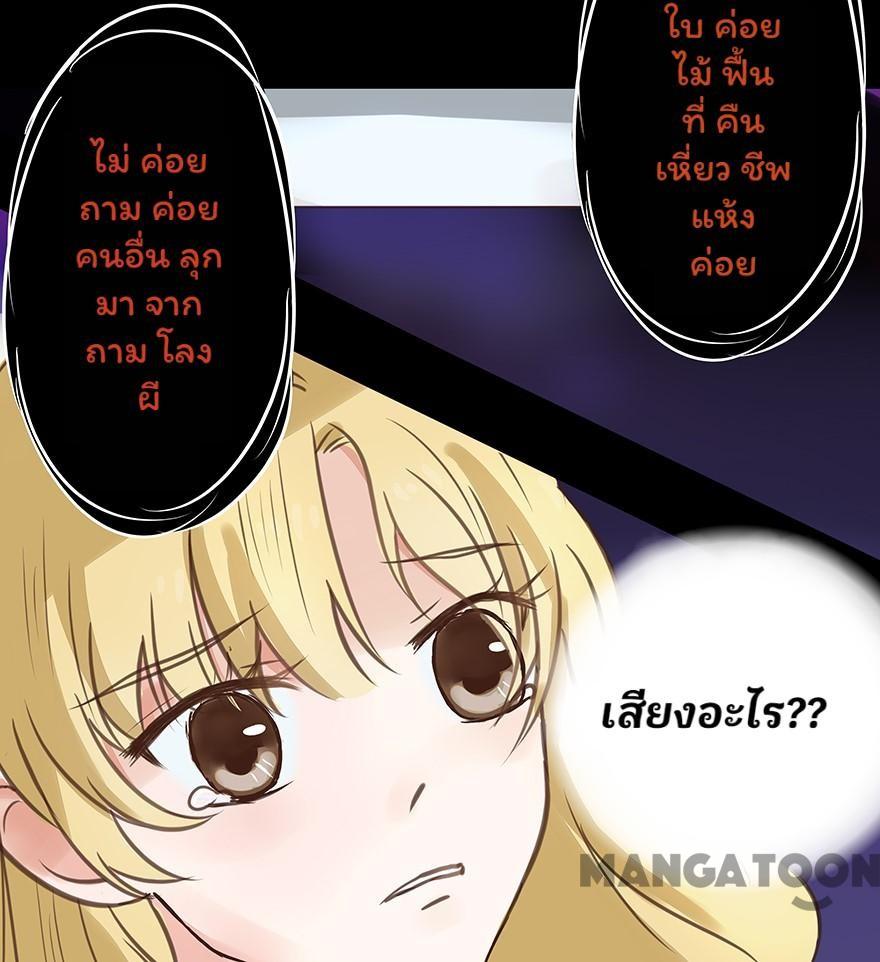 ใบ ค่อย
ไม้ ฟื้น
ที่ คืน
เหี่ยว ชีพ
แห้ง
ค่อย
ไม่ ค่อย
ถาม ค่อย
คนอื่น ลุก
มา จาก
ถาม โลง
ผี
เสียงอะไร??
MANGATOON